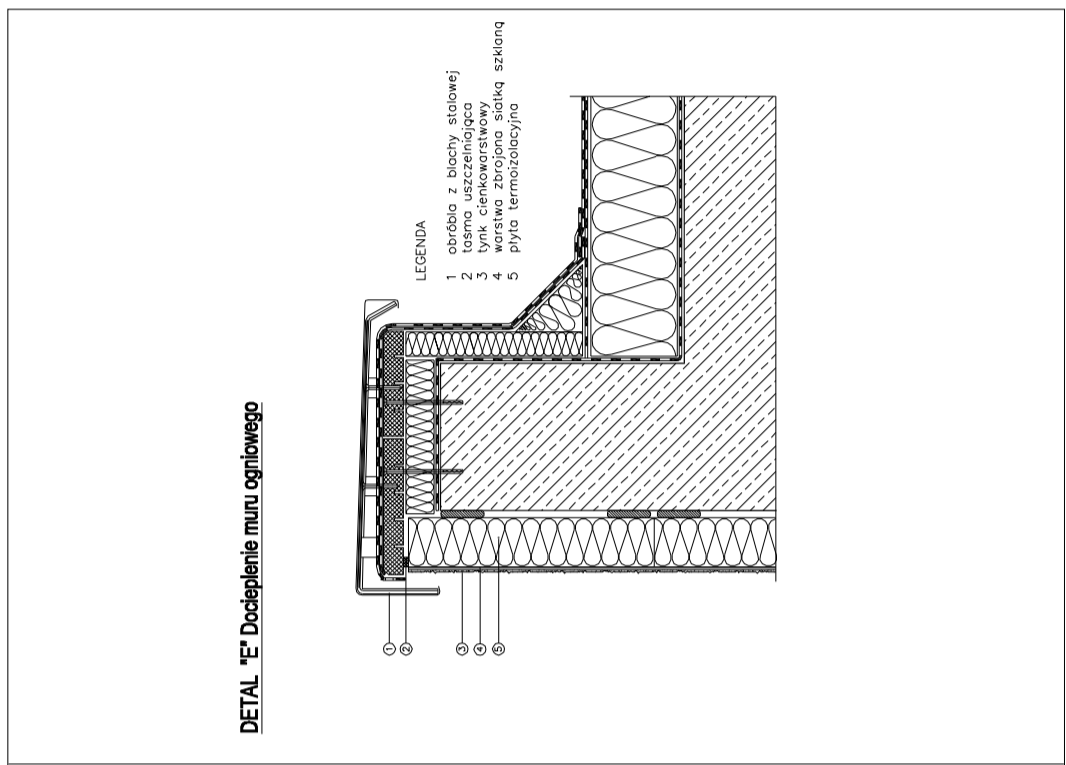 DETAL "E" Docieplenie muru ogniowego
LEGENDA
1 obróbla z blachy stalowej
2 taśma uszczelniająca
3 tynk cienkowarstwowy
4 warstwa zbrojona siatką szklaną
5 płyta termoizolacyjna
1
2
3
4
5